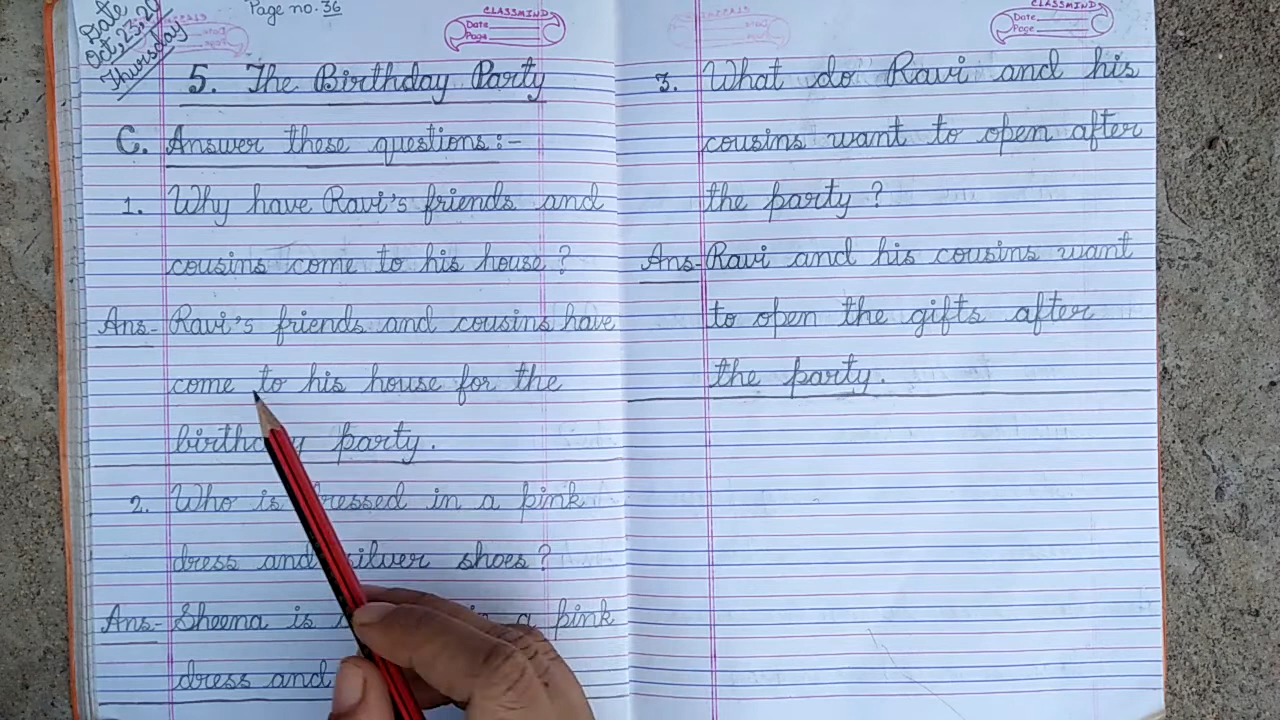 Date
Oct,23,20
Thursday
Page no. 36
CLASSMIND
Date
Page
5. The Birthday Party
C. Answer these questions:-
1. Why have Ravi's friends and
cousins come to his house?
Ans- Ravi's friends and cousins have
come to his house for the
birthday party.
2. Who is dressed in a pink
dress and silver shoes?
Ans- Sheena is in a pink
dress and
CLASSMIND
Date
Page
3. What do Ravi and his
cousins want to open after
the party?
Ans- Ravi and his cousins want
to open the gifts after
the party.